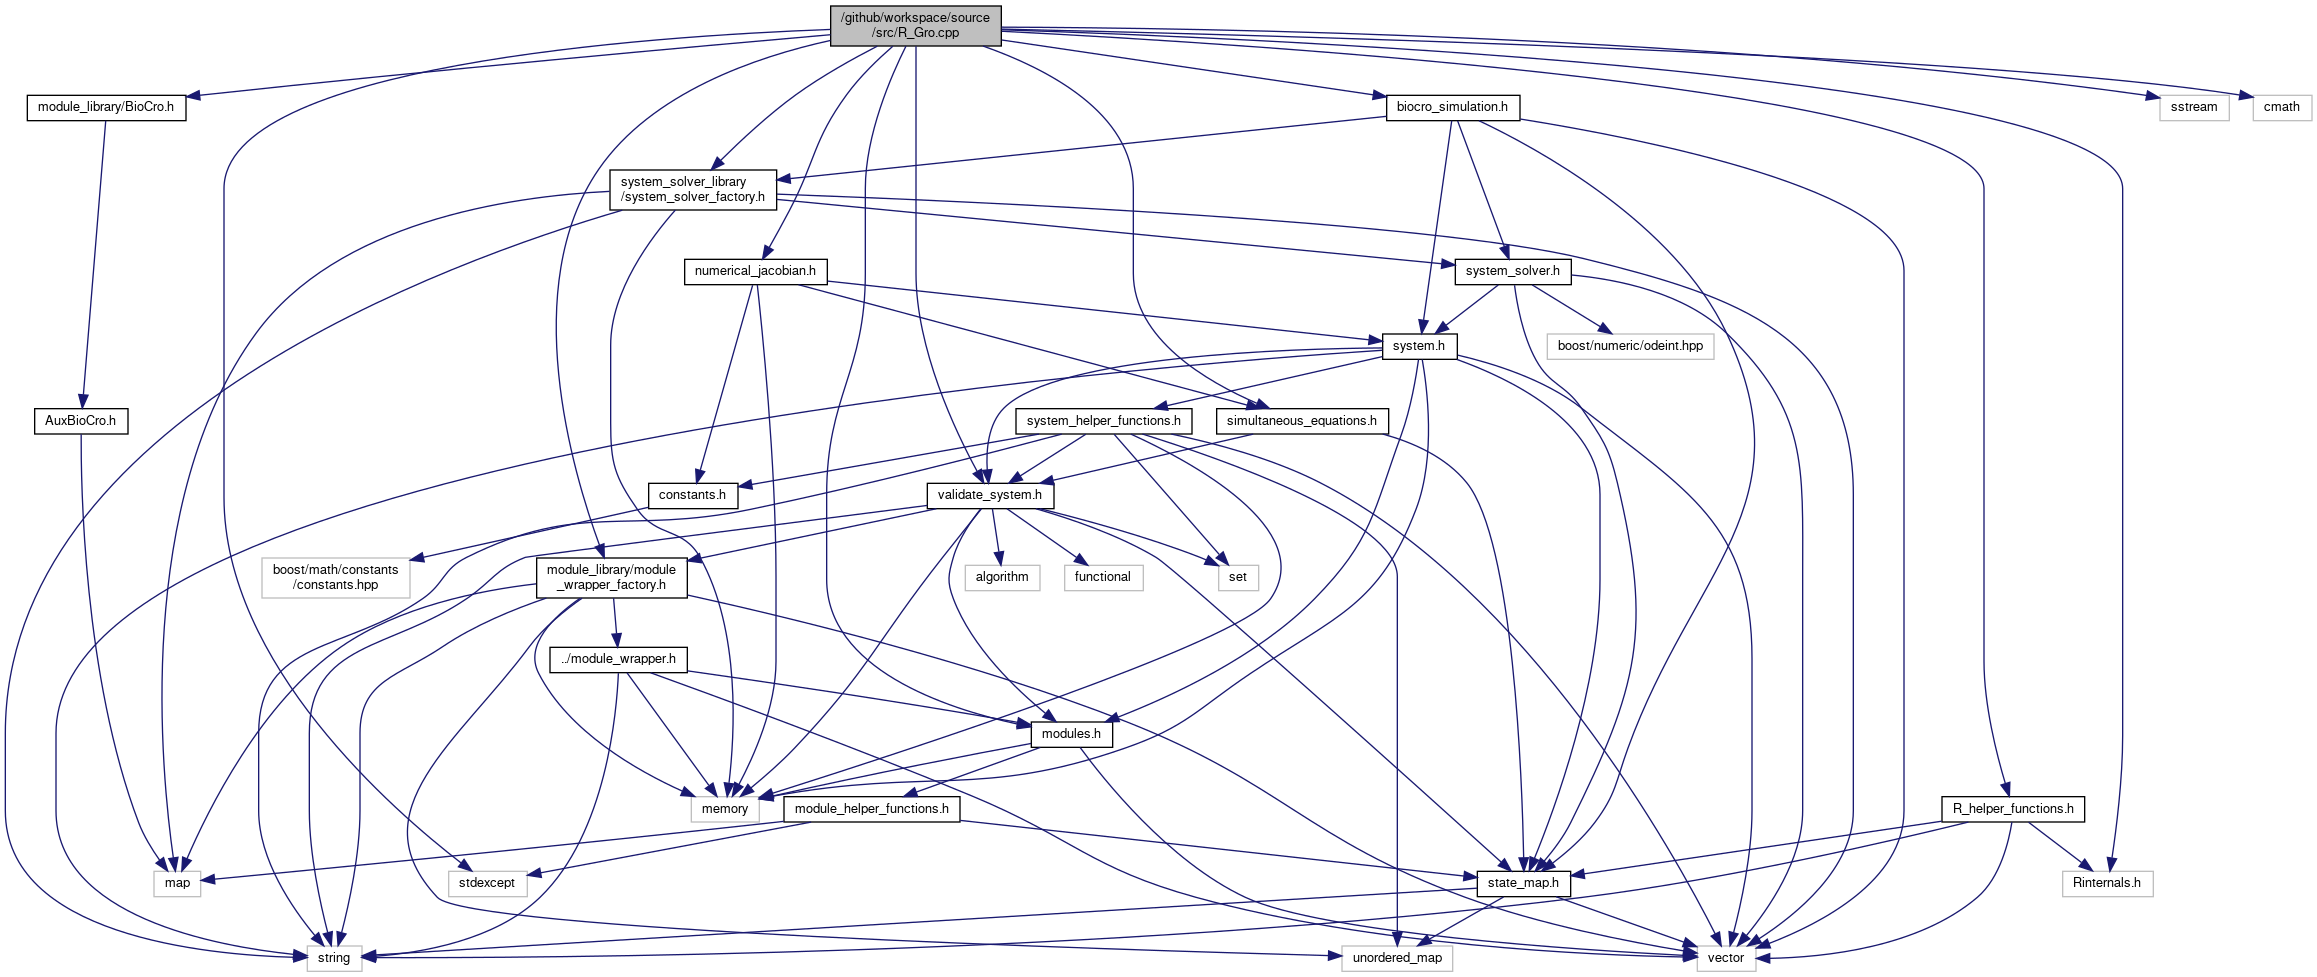 /github/workspace/source
/src/R_Gro.cpp
module_library/BioCro.h
biocro_simulation.h
sstream
cmath
system_solver_library
/system_solver_factory.h
numerical_jacobian.h
system_solver.h
system.h
boost/numeric/odeint.hpp
AuxBioCro.h
system_helper_functions.h
simultaneous_equations.h
constants.h
validate_system.h
boost/math/constants
/constants.hpp
module_library/module
_wrapper_factory.h
algorithm
functional
set
../module_wrapper.h
modules.h
memory
module_helper_functions.h
R_helper_functions.h
map
stdexcept
state_map.h
Rinternals.h
string
unordered_map
vector